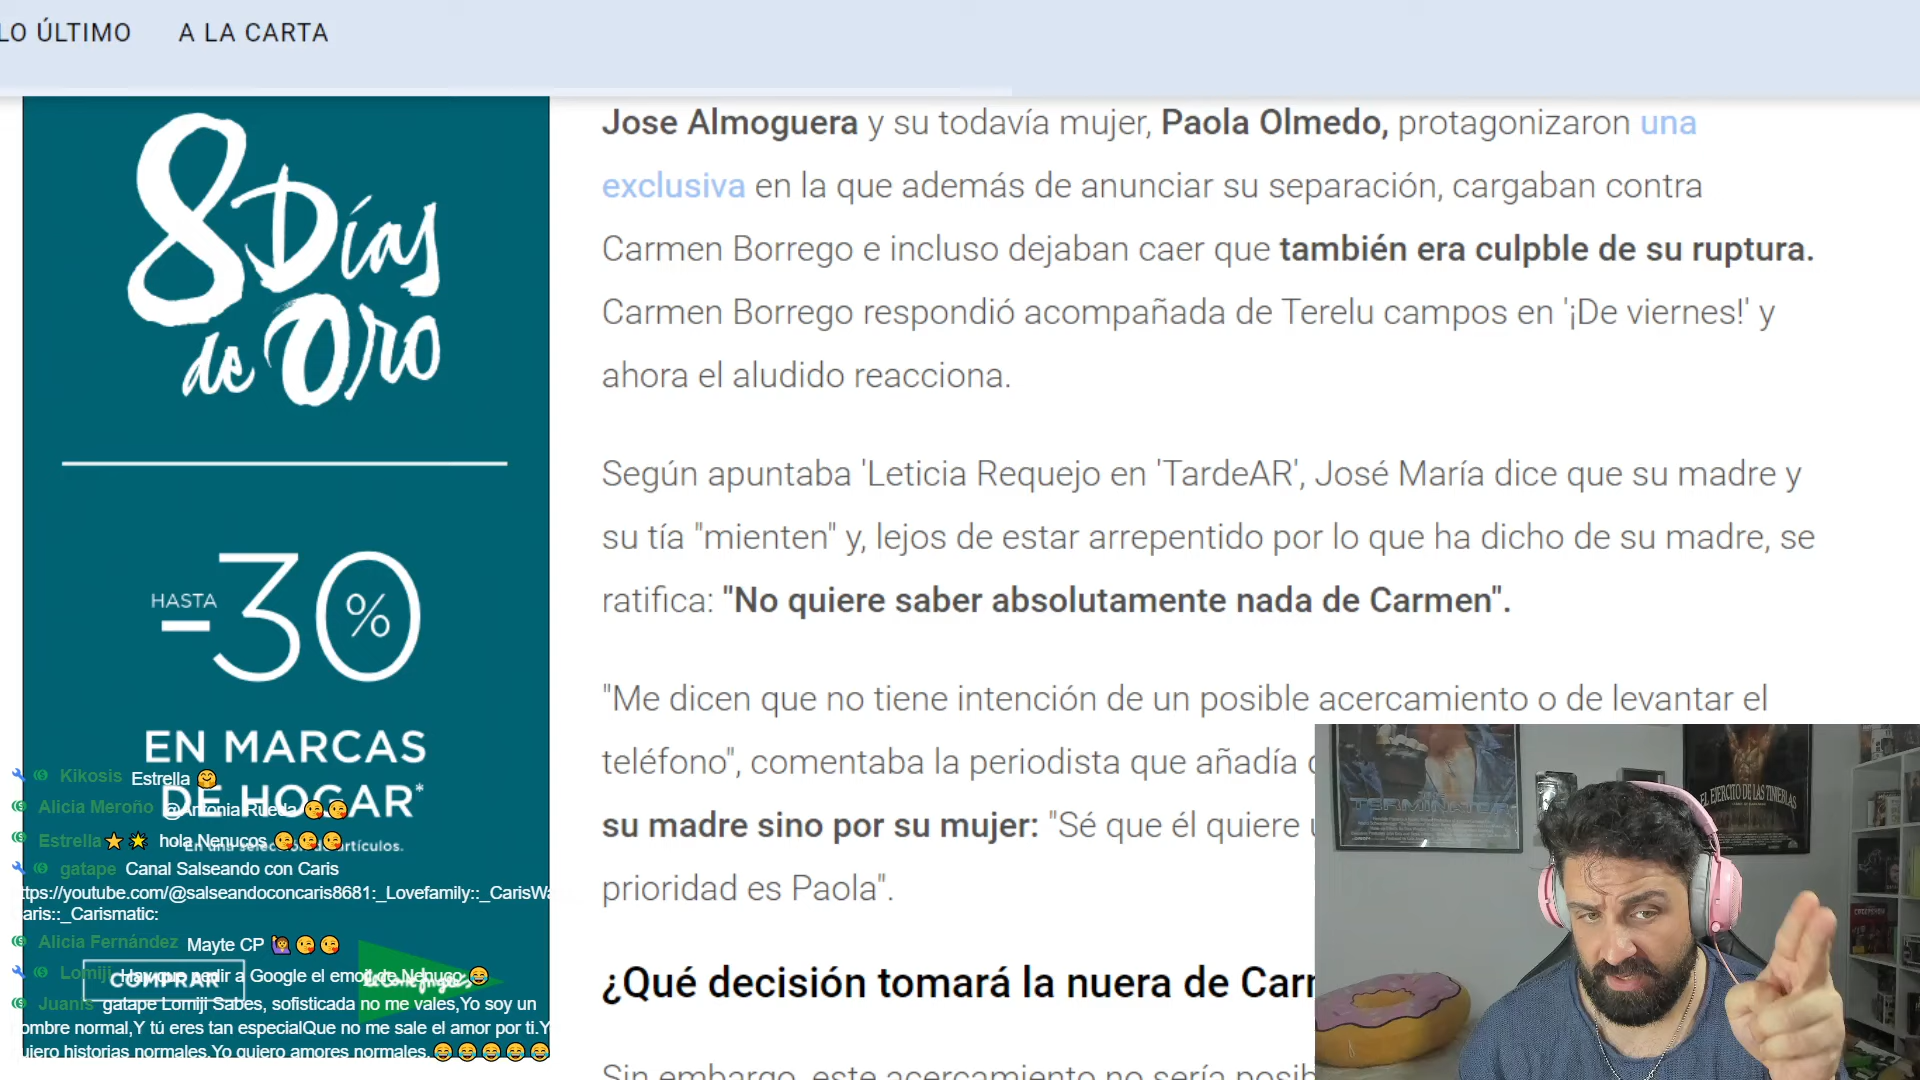 LO ÚLTIMO A LA CARTA
8 Días
de Oro
HASTA
-30%
EN MARCAS
DE HOGAR*
COMPRAR
Jose Almoguera y su todavía mujer, Paola Olmedo, protagonizaron una
exclusiva en la que además de anunciar su separación, cargaban contra
Carmen Borrego e incluso dejaban caer que también era culpble de su ruptura.
Carmen Borrego respondió acompañada de Terelu campos en '¡De viernes!' y
ahora el aludido reacciona.
Según apuntaba 'Leticia Requejo en 'TardeAR', José María dice que su madre y
su tía "mienten" y, lejos de estar arrepentido por lo que ha dicho de su madre, se
ratifica: "No quiere saber absolutamente nada de Carmen".
"Me dicen que no tiene intención de un posible acercamiento o de levantar el
teléfono", comentaba la periodista que añadía
su madre sino por su mujer: "Sé que él quiere
prioridad es Paola".
¿Qué decisión tomará la nuera de Carm
Sin embargo, este acercamiento no sería posib
Kikosis Estrella 🤗
Alicia Meroño @Antonia Rueda 😘😘
Estrella⭐🌟 hola Nenucos 😘😘😘
gatape Canal Salseando con Caris
ttps://youtube.com/@salseandoconcaris8681:_Lovefamily::_CarisWa
aris::_Carismatic:
Alicia Fernández Mayte CP 🙋‍♀️😘😘
Lomiji Hay que pedir a Google el emoji de Nenuco 😂
Juanis gatape Lomiji Sabes, sofisticada no me vales,Yo soy un
ombre normal,Y tú eres tan especialQue no me sale el amor por ti.Y
uiero historias normales,Yo quiero amores normales,😂😂😂😂😂
TERMINATOR
EL EJERCITO DE LAS TINIEBLAS